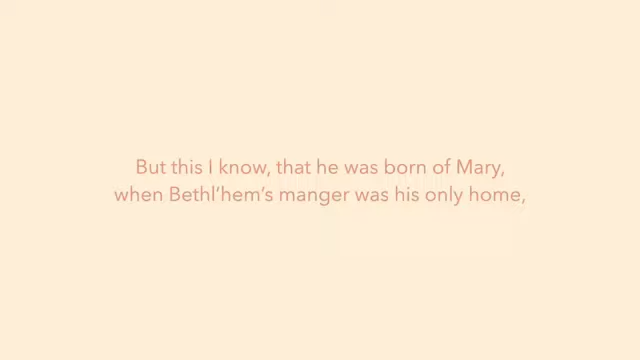 But this I know, that he was born of Mary,
when Bethl’hem’s manger was his only home,